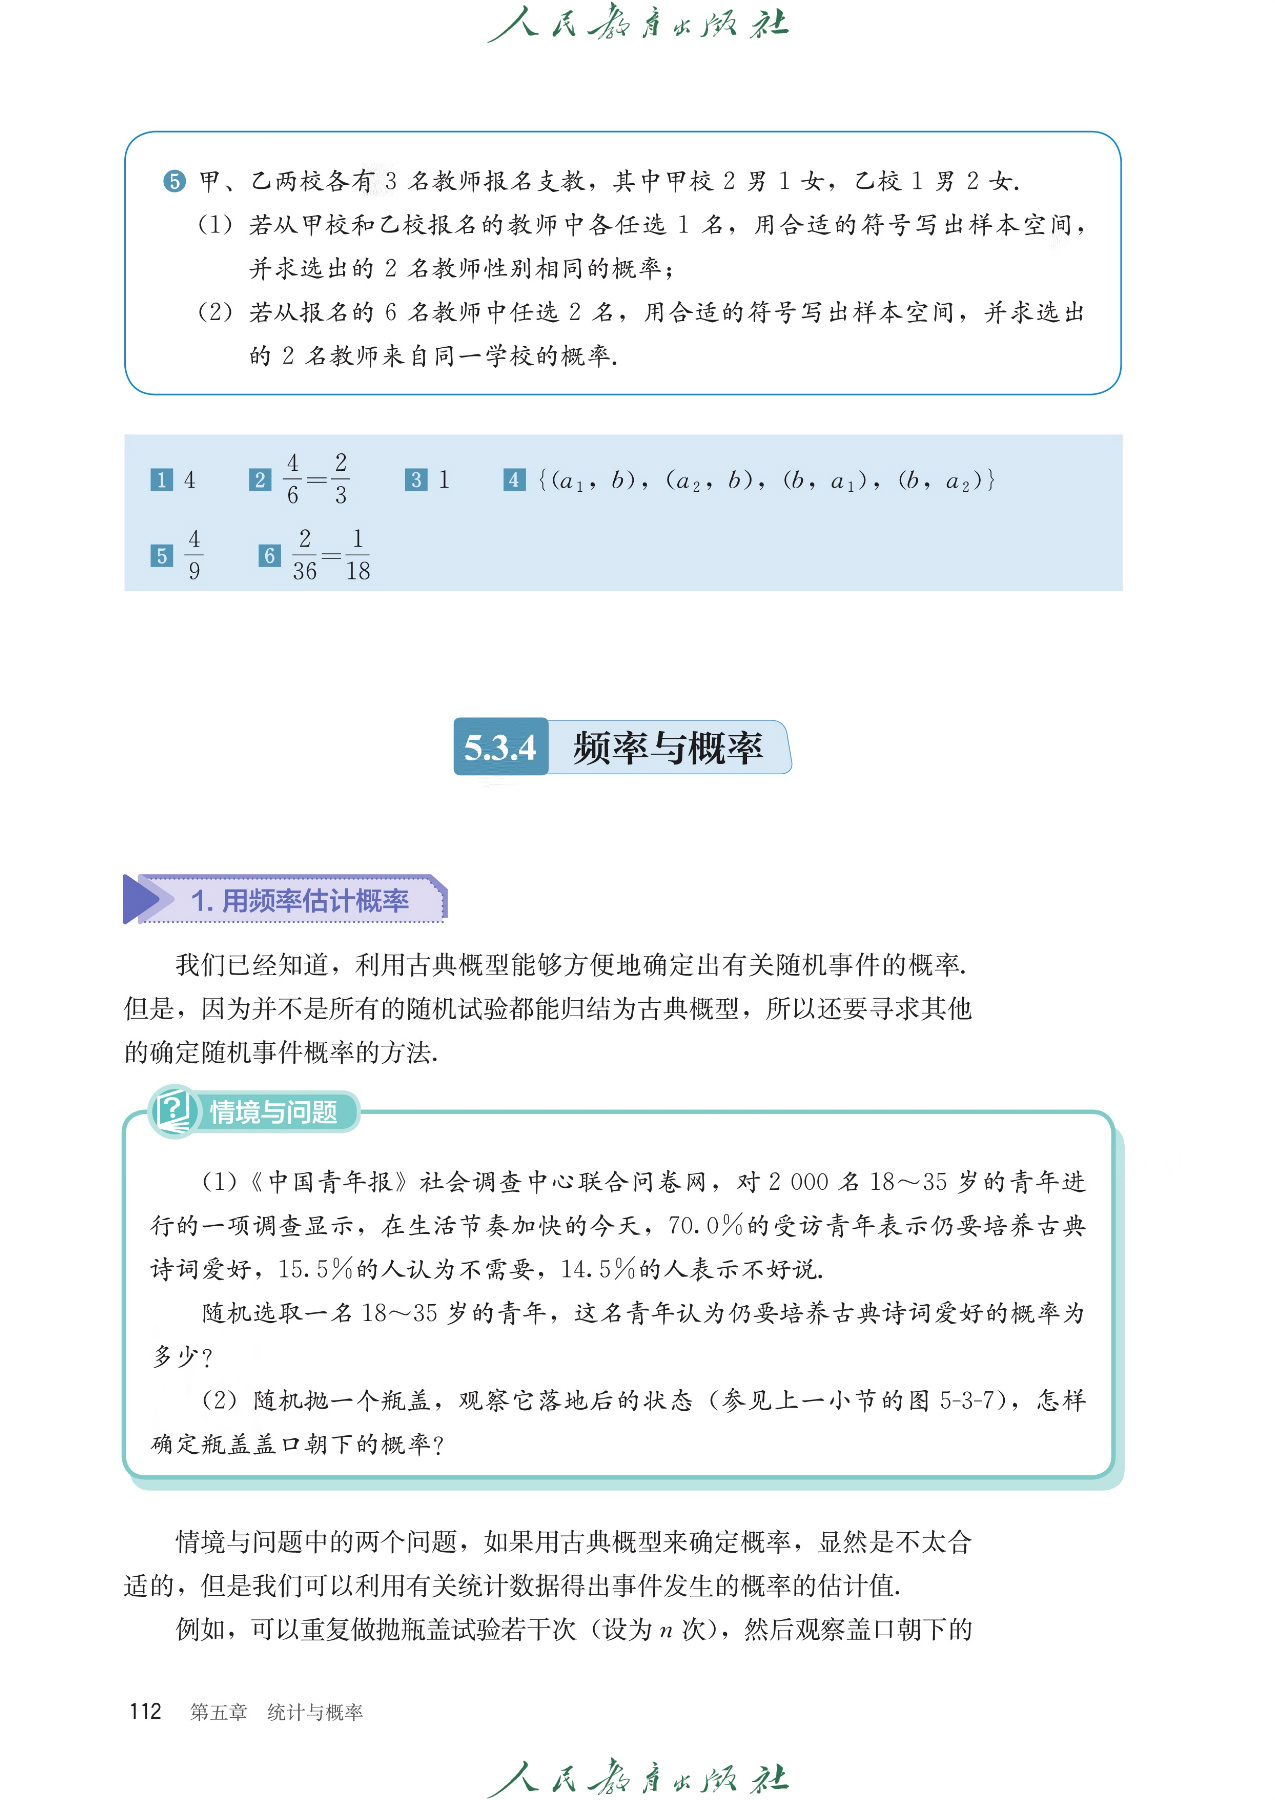 人民教育出版社
5 甲、乙两校各有 3 名教师报名支教，其中甲校 2 男 1 女，乙校 1 男 2 女.
(1) 若从甲校和乙校报名的教师中各任选 1 名，用合适的符号写出样本空间，
并求选出的 2 名教师性别相同的概率；
(2) 若从报名的 6 名教师中任选 2 名，用合适的符号写出样本空间，并求选出
的 2 名教师来自同一学校的概率.
1 4  2 4/6=2/3  3 1  4 {(a₁, b), (a₂, b), (b, a₁), (b, a₂)}
5 4/9  6 2/36=1/18
5.3.4 频率与概率
1. 用频率估计概率
我们已经知道，利用古典概型能够方便地确定出有关随机事件的概率.
但是，因为并不是所有的随机试验都能归结为古典概型，所以还要寻求其他
的确定随机事件概率的方法.
情境与问题
(1)《中国青年报》社会调查中心联合问卷网，对 2 000 名 18～35 岁的青年进
行的一项调查显示，在生活节奏加快的今天，70.0%的受访青年表示仍要培养古典
诗词爱好，15.5%的人认为不需要，14.5%的人表示不好说.
随机选取一名 18～35 岁的青年，这名青年认为仍要培养古典诗词爱好的概率为
多少?
(2) 随机抛一个瓶盖，观察它落地后的状态（参见上一小节的图 5-3-7），怎样
确定瓶盖盖口朝下的概率?
情境与问题中的两个问题，如果用古典概型来确定概率，显然是不太合
适的，但是我们可以利用有关统计数据得出事件发生的概率的估计值.
例如，可以重复做抛瓶盖试验若干次（设为 n 次），然后观察盖口朝下的
112 第五章 统计与概率
人民教育出版社